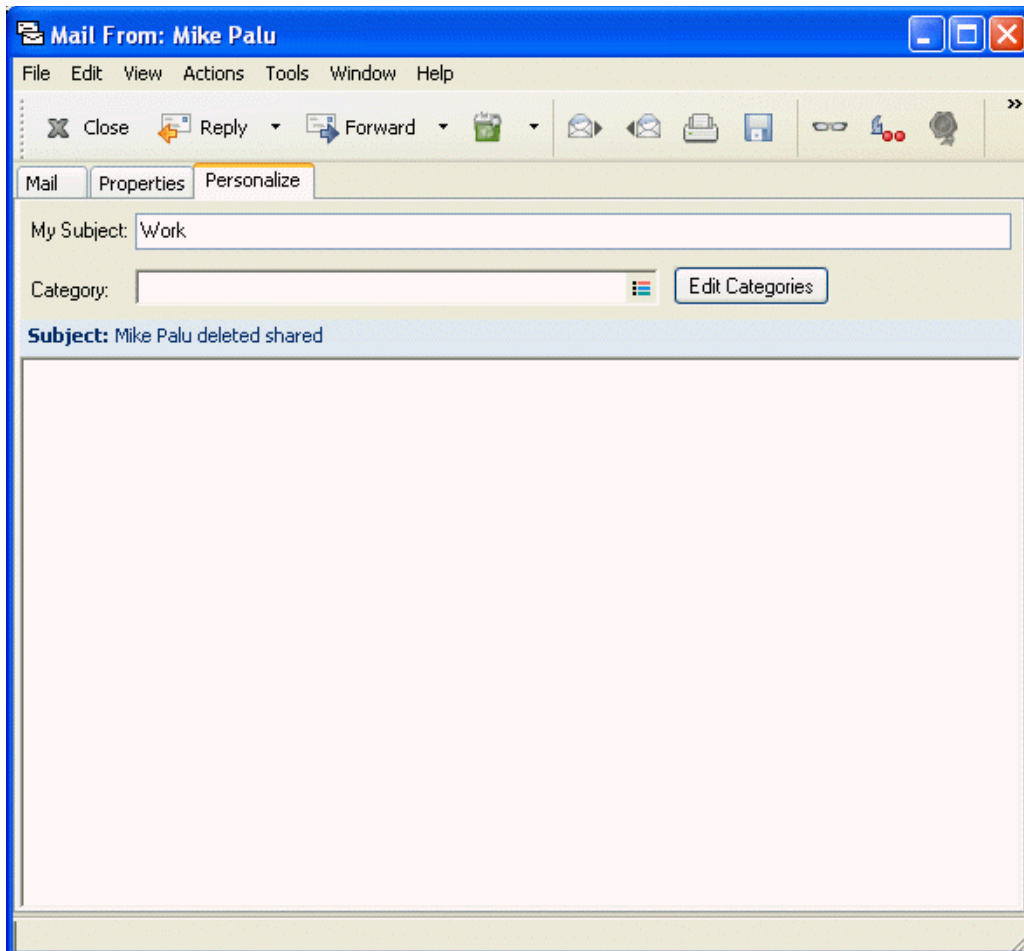 Mail From: Mike Palu
File Edit View Actions Tools Window Help
Close Reply Forward »
Mail Properties Personalize
My Subject: Work
Category: Edit Categories
Subject: Mike Palu deleted shared